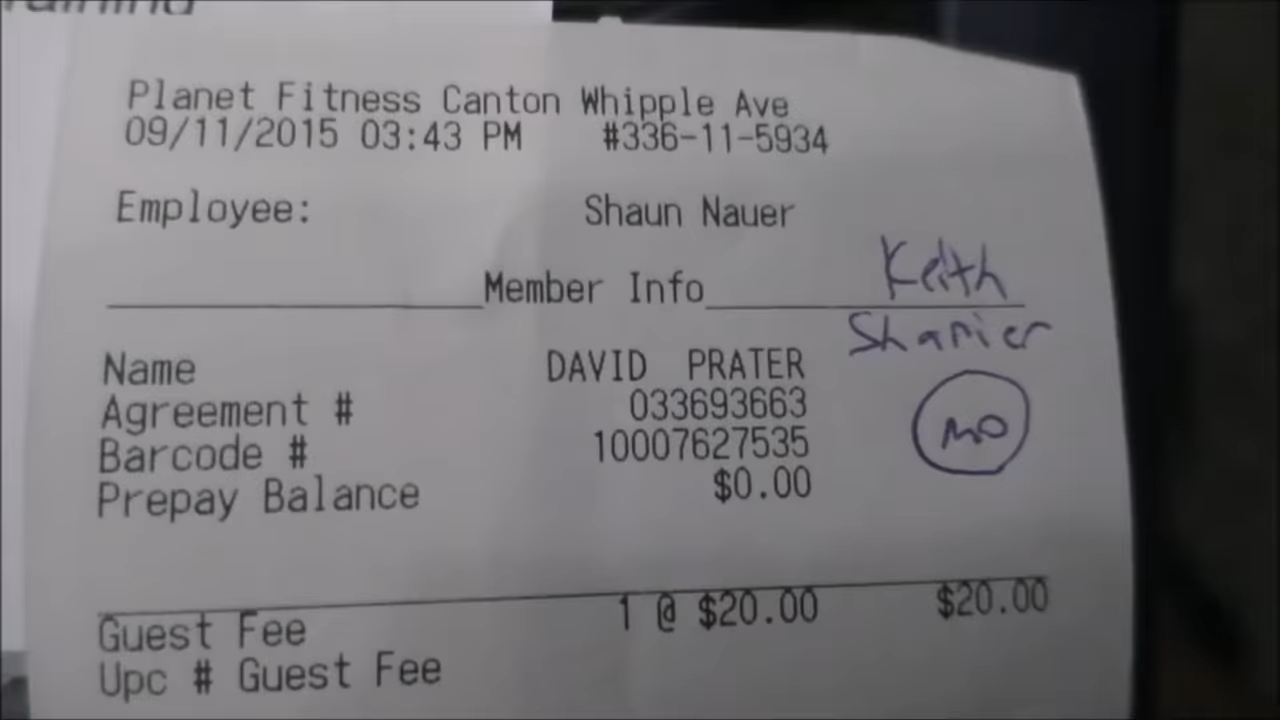 raining
Planet Fitness Canton Whipple Ave
09/11/2015 03:43 PM #336-11-5934
Employee: Shaun Nauer
Member Info
Keith
Name DAVID PRATER
Agreement # 033693663
Barcode # 10007627535
Prepay Balance $0.00
Guest Fee 1 @ $20.00 $20.00
Upc # Guest Fee